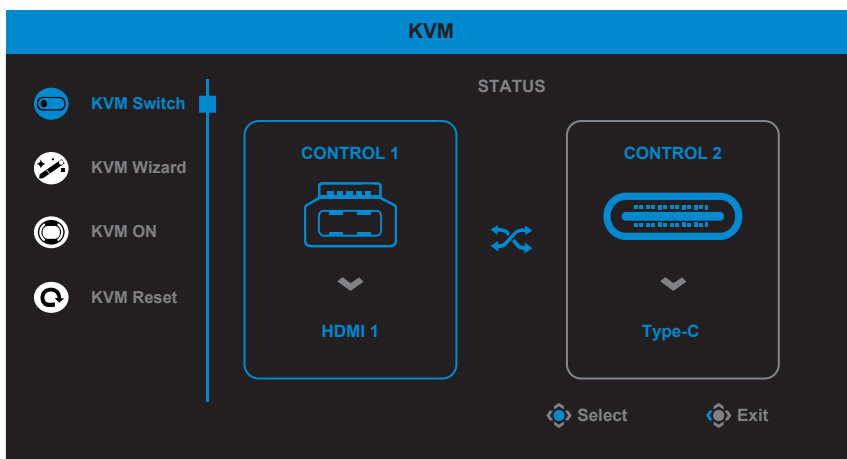 KVM
KVM Switch
KVM Wizard
KVM ON
KVM Reset
STATUS
CONTROL 1
HDMI 1
CONTROL 2
Type-C
Select
Exit